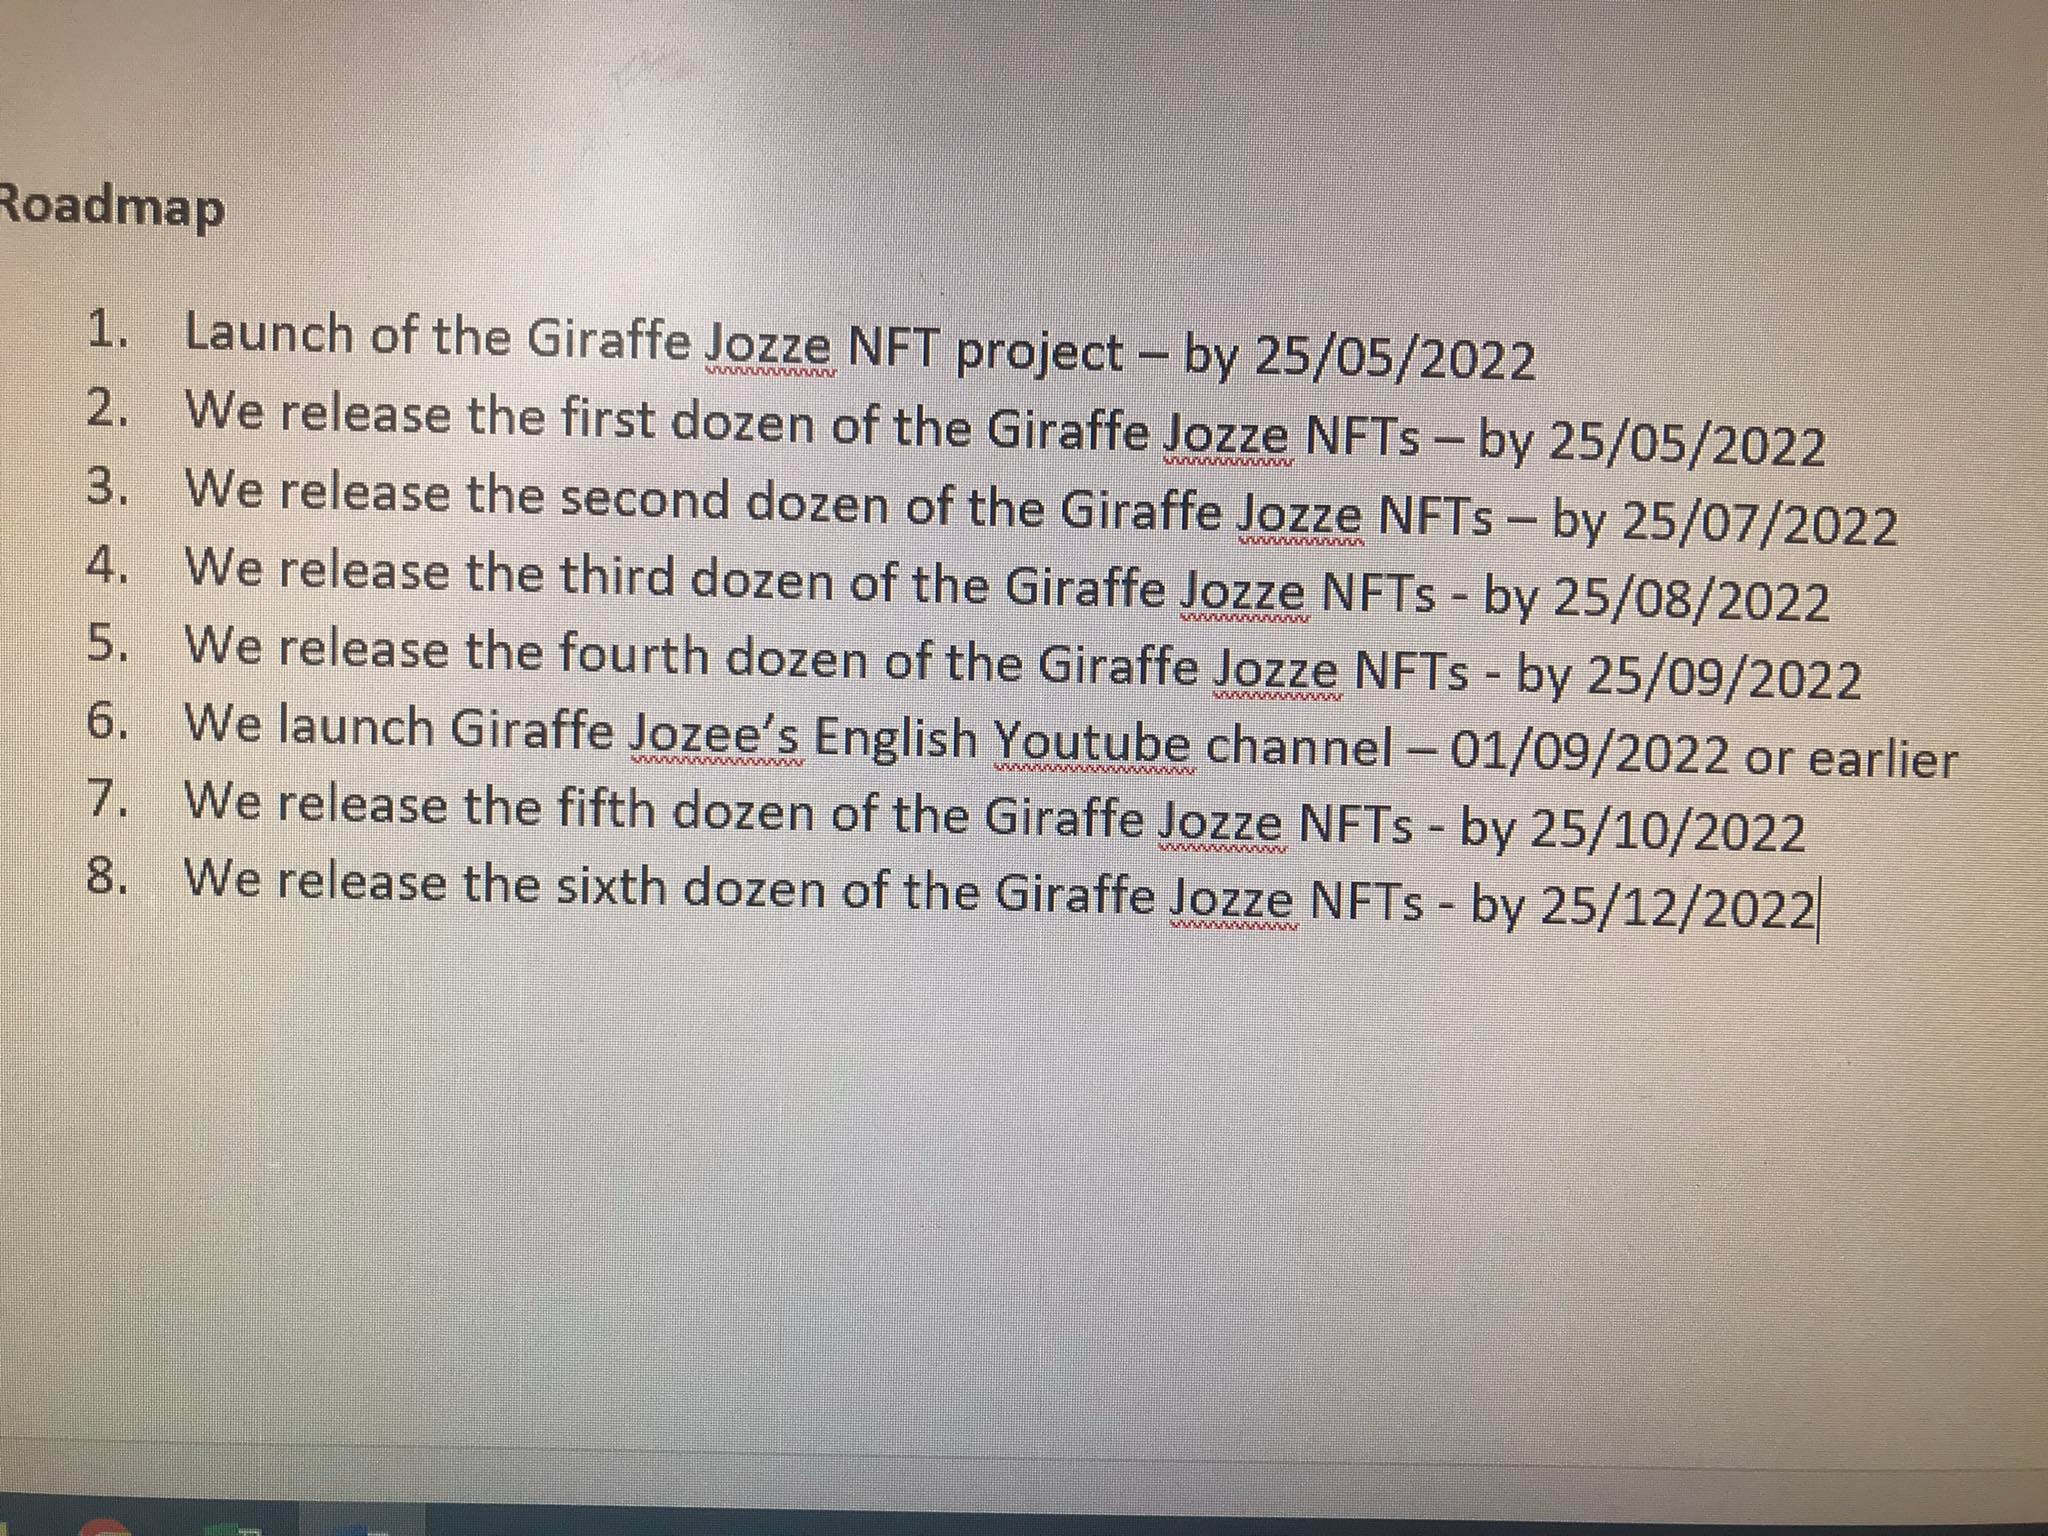 Roadmap
1. Launch of the Giraffe Jozze NFT project – by 25/05/2022
2. We release the first dozen of the Giraffe Jozze NFTs – by 25/05/2022
3. We release the second dozen of the Giraffe Jozze NFTs – by 25/07/2022
4. We release the third dozen of the Giraffe Jozze NFTs - by 25/08/2022
5. We release the fourth dozen of the Giraffe Jozze NFTs - by 25/09/2022
6. We launch Giraffe Jozee's English Youtube channel – 01/09/2022 or earlier
7. We release the fifth dozen of the Giraffe Jozze NFTs - by 25/10/2022
8. We release the sixth dozen of the Giraffe Jozze NFTs - by 25/12/2022